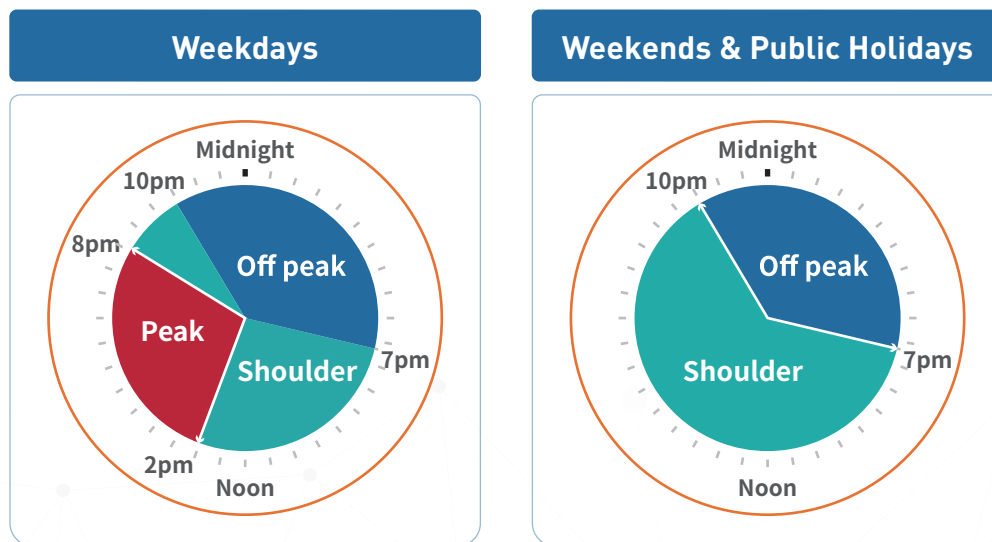 Weekdays
Midnight
10pm
8pm
Off peak
Peak
Shoulder
7pm
2pm
Noon
Weekends & Public Holidays
Midnight
10pm
Off peak
7pm
Shoulder
Noon